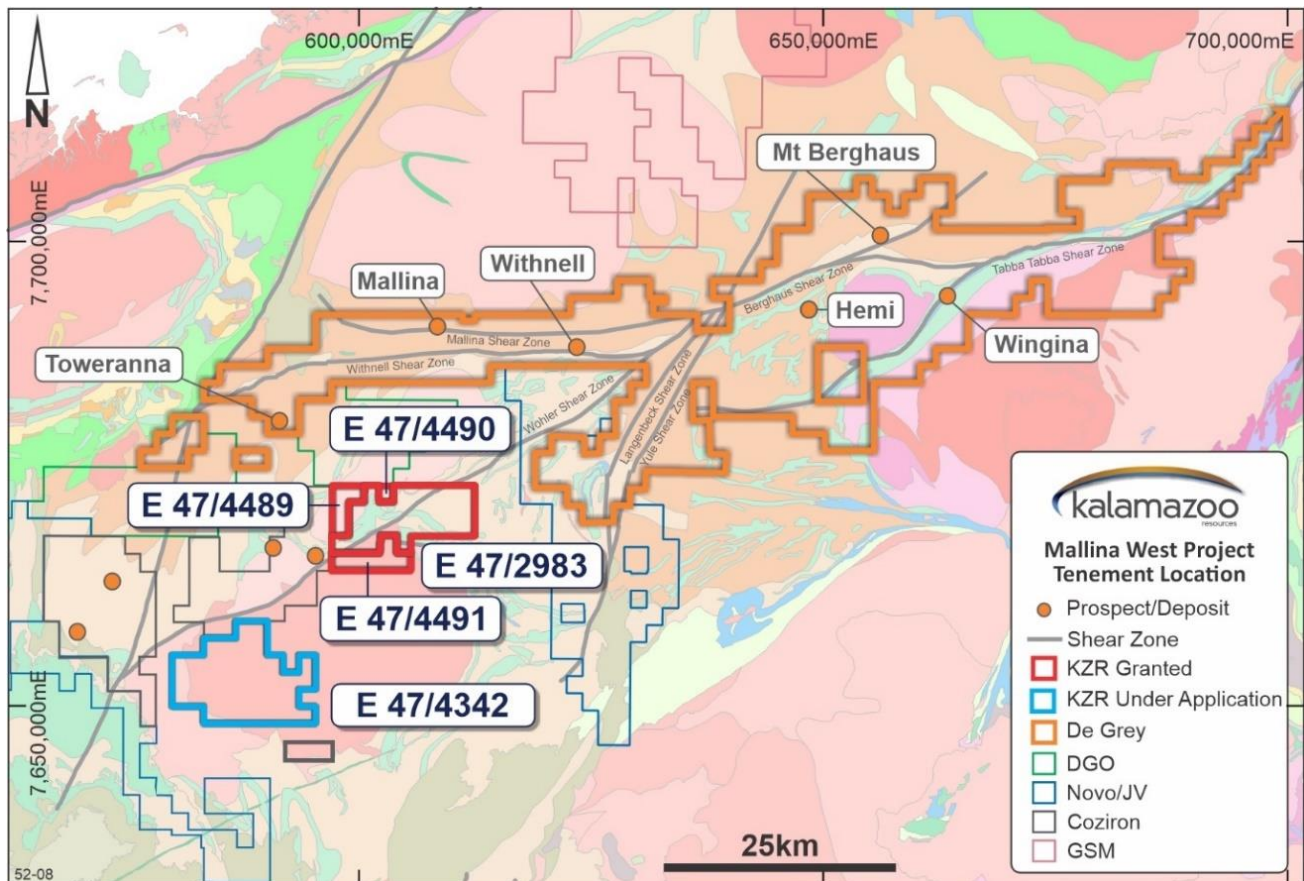 600,000mE
650,000mE
700,000mE
N
Mt Berghaus
7,700,000mE
Mallina
Withnell
Berghaus Shear Zone
Tabba Tabba Shear Zone
Hemi
Wingina
Toweranna
Mallina Shear Zone
Withnell Shear Zone
Wohler Shear Zone
Langenbeck Shear Zone
Yule Shear Zone
E 47/4490
E 47/4489
E 47/2983
E 47/4491
E 47/4342
7,650,000mE
kalamazoo
resources
Mallina West Project
Tenement Location
Prospect/Deposit
Shear Zone
KZR Granted
KZR Under Application
De Grey
DGO
Novo/JV
Coziron
GSM
25km
52-08